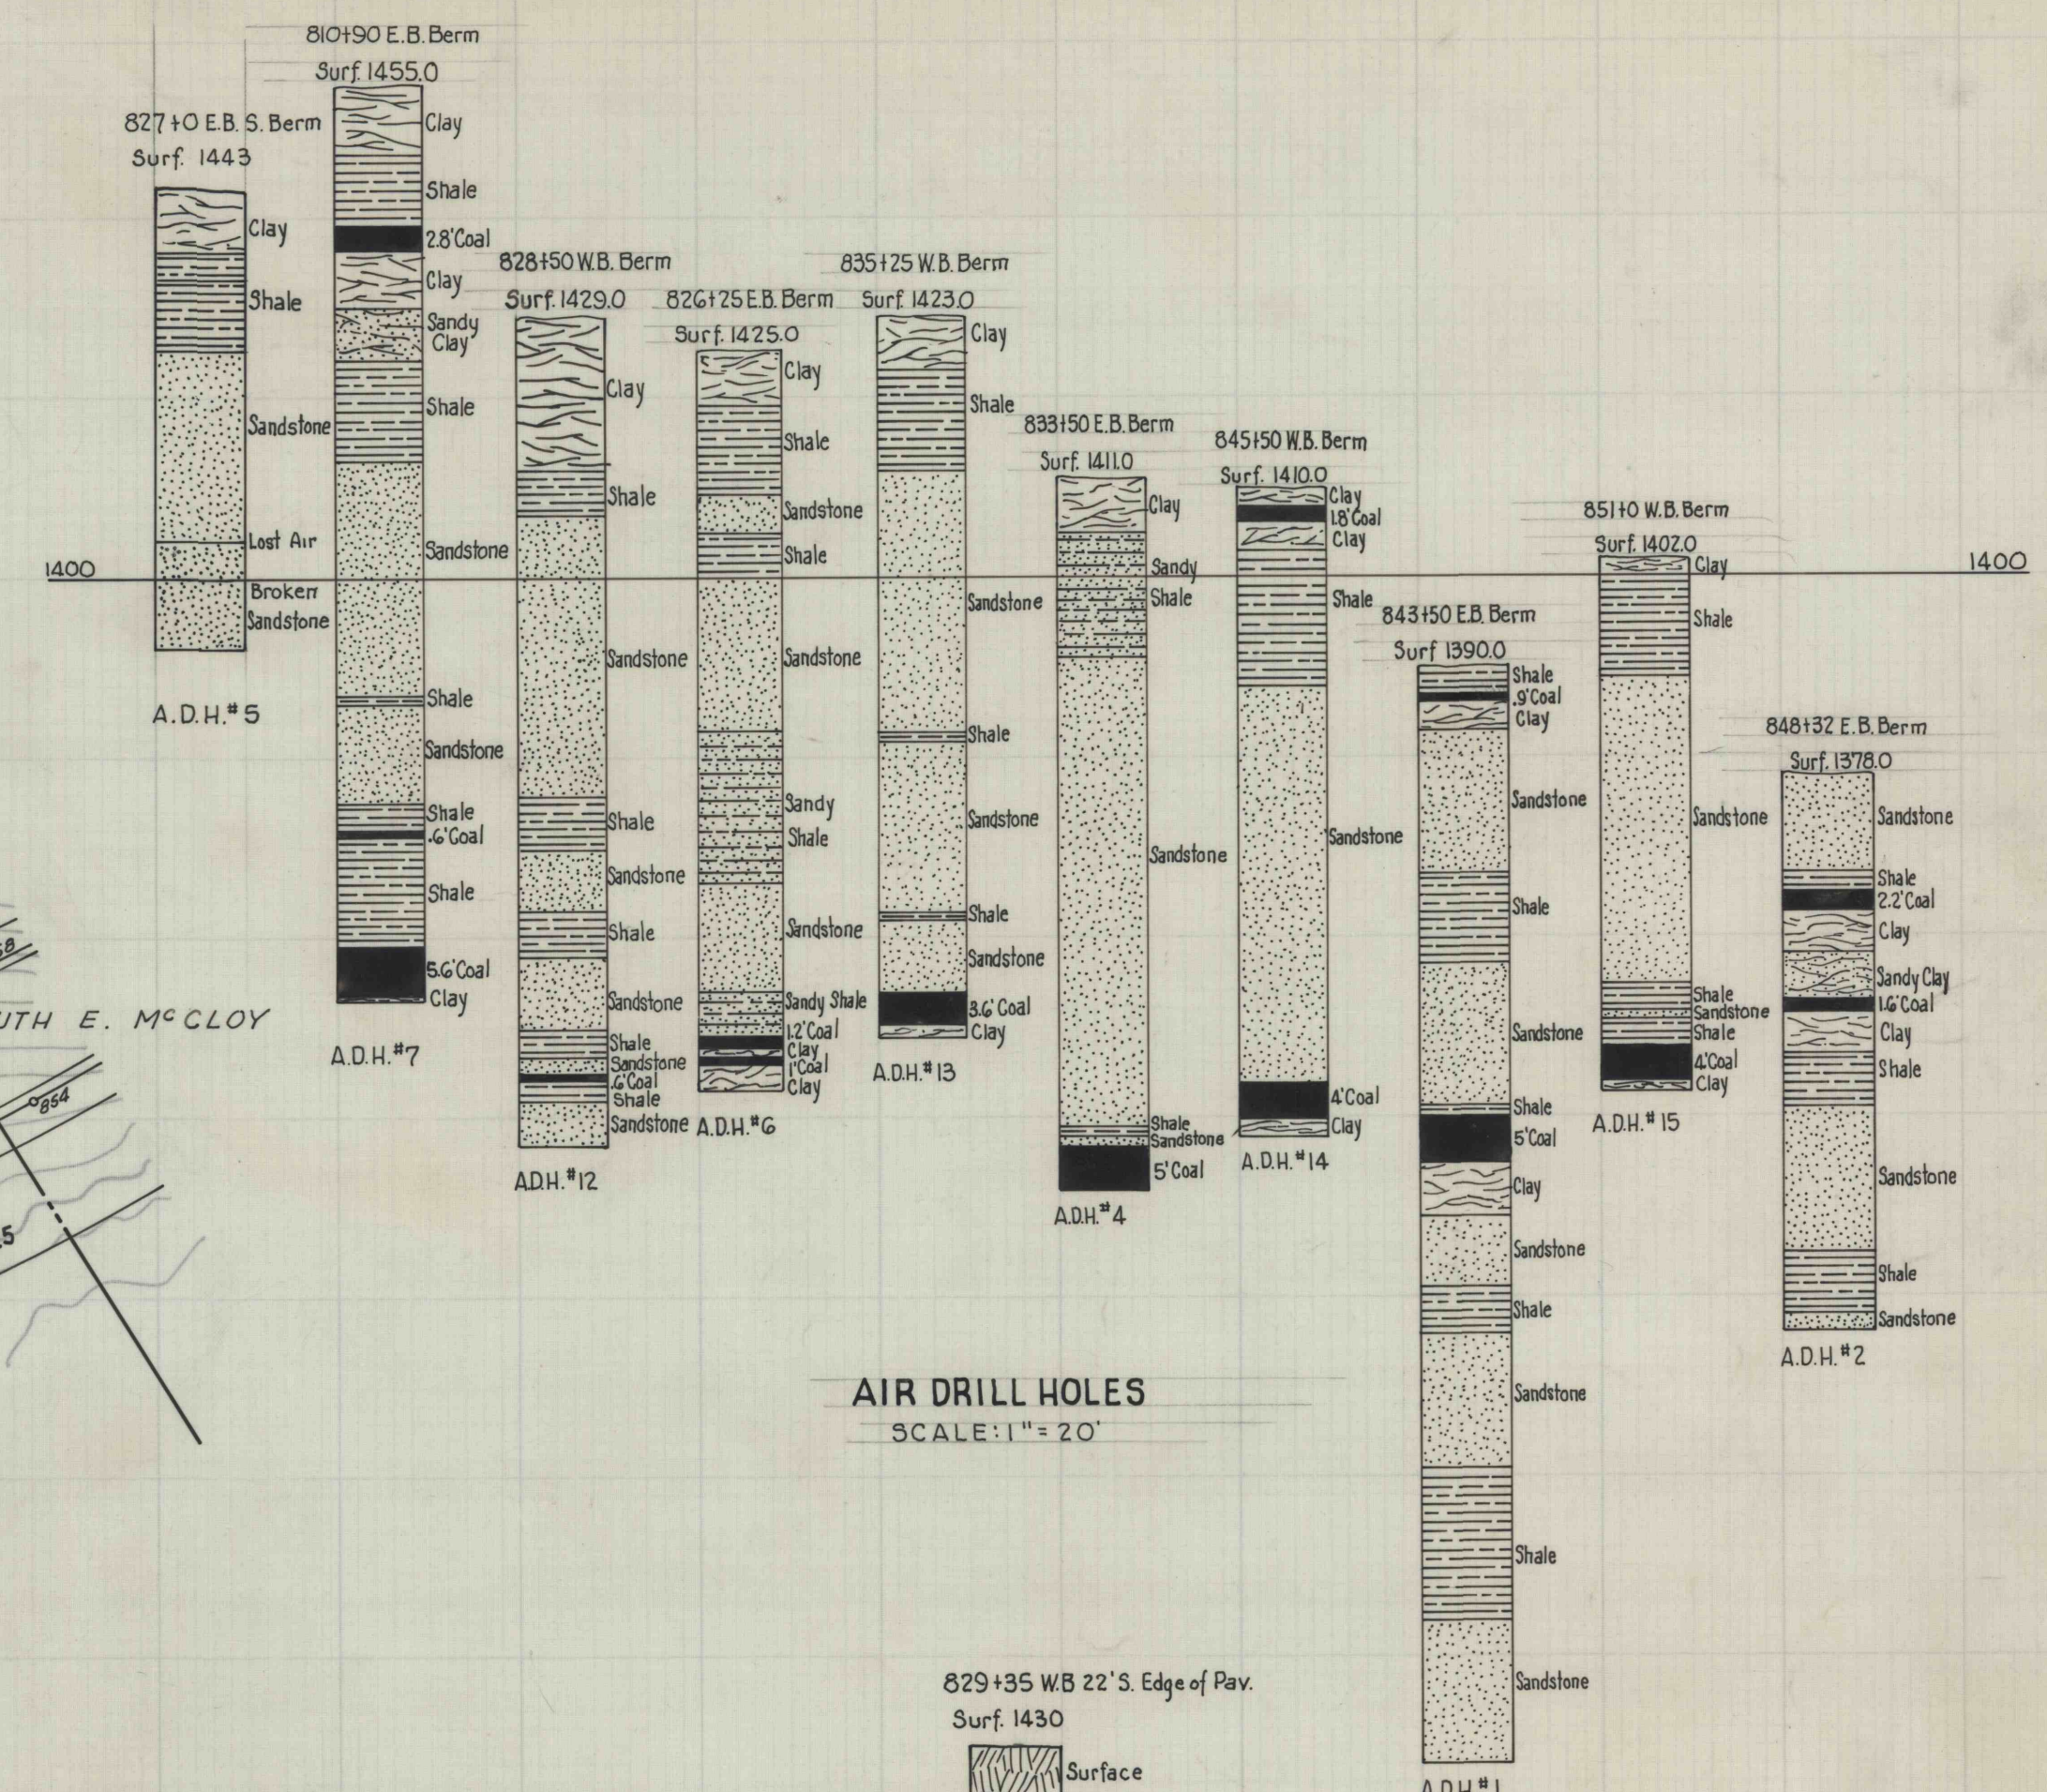 827+0 E.B. S. Berm
Surf. 1443
Clay
Shale
Sandstone
Lost Air
Broken
Sandstone
A.D.H.#5
810+90 E.B. Berm
Surf. 1455.0
Clay
Shale
2.8'Coal
Clay
Sandy
Clay
Shale
Sandstone
Shale
Sandstone
Shale
.6'Coal
Shale
5.6'Coal
Clay
A.D.H.#7
828+50 W.B. Berm
Surf. 1429.0
Clay
Shale
Sandstone
Shale
Sandstone
Shale
Sandstone
Shale
Sandstone
.6'Coal
Shale
Sandstone
A.D.H.#12
826+25 E.B. Berm
Surf. 1425.0
Clay
Shale
Sandstone
Shale
Sandstone
Sandy
Shale
Sandstone
Sandy Shale
1.2'Coal
Clay
1'Coal
Clay
A.D.H.#6
835+25 W.B. Berm
Surf. 1423.0
Clay
Shale
Sandstone
Shale
Sandstone
Shale
Sandstone
3.6'Coal
Clay
A.D.H.#13
833+50 E.B. Berm
Surf. 1411.0
Clay
Sandy
Shale
Sandstone
Shale
Sandstone
5'Coal
A.D.H.#4
845+50 W.B. Berm
Surf. 1410.0
Clay
1.8'Coal
Clay
Shale
Sandstone
4'Coal
Clay
A.D.H.#14
843+50 E.B. Berm
Surf 1390.0
Shale
.9'Coal
Clay
Sandstone
Shale
Sandstone
Shale
5'Coal
Clay
Sandstone
Shale
Sandstone
Shale
Sandstone
A.D.H.#1
851+0 W.B. Berm
Surf. 1402.0
Clay
Shale
Sandstone
Shale
Sandstone
Shale
4'Coal
Clay
A.D.H.#15
848+32 E.B. Berm
Surf. 1378.0
Sandstone
Shale
2.2'Coal
Clay
Sandy Clay
1.6'Coal
Clay
Shale
Sandstone
Shale
Sandstone
A.D.H.#2
1400
1400
UTH E. McCLOY
854
AIR DRILL HOLES
SCALE: 1" = 20'
829+35 W.B 22' S. Edge of Pav.
Surf. 1430
Surface